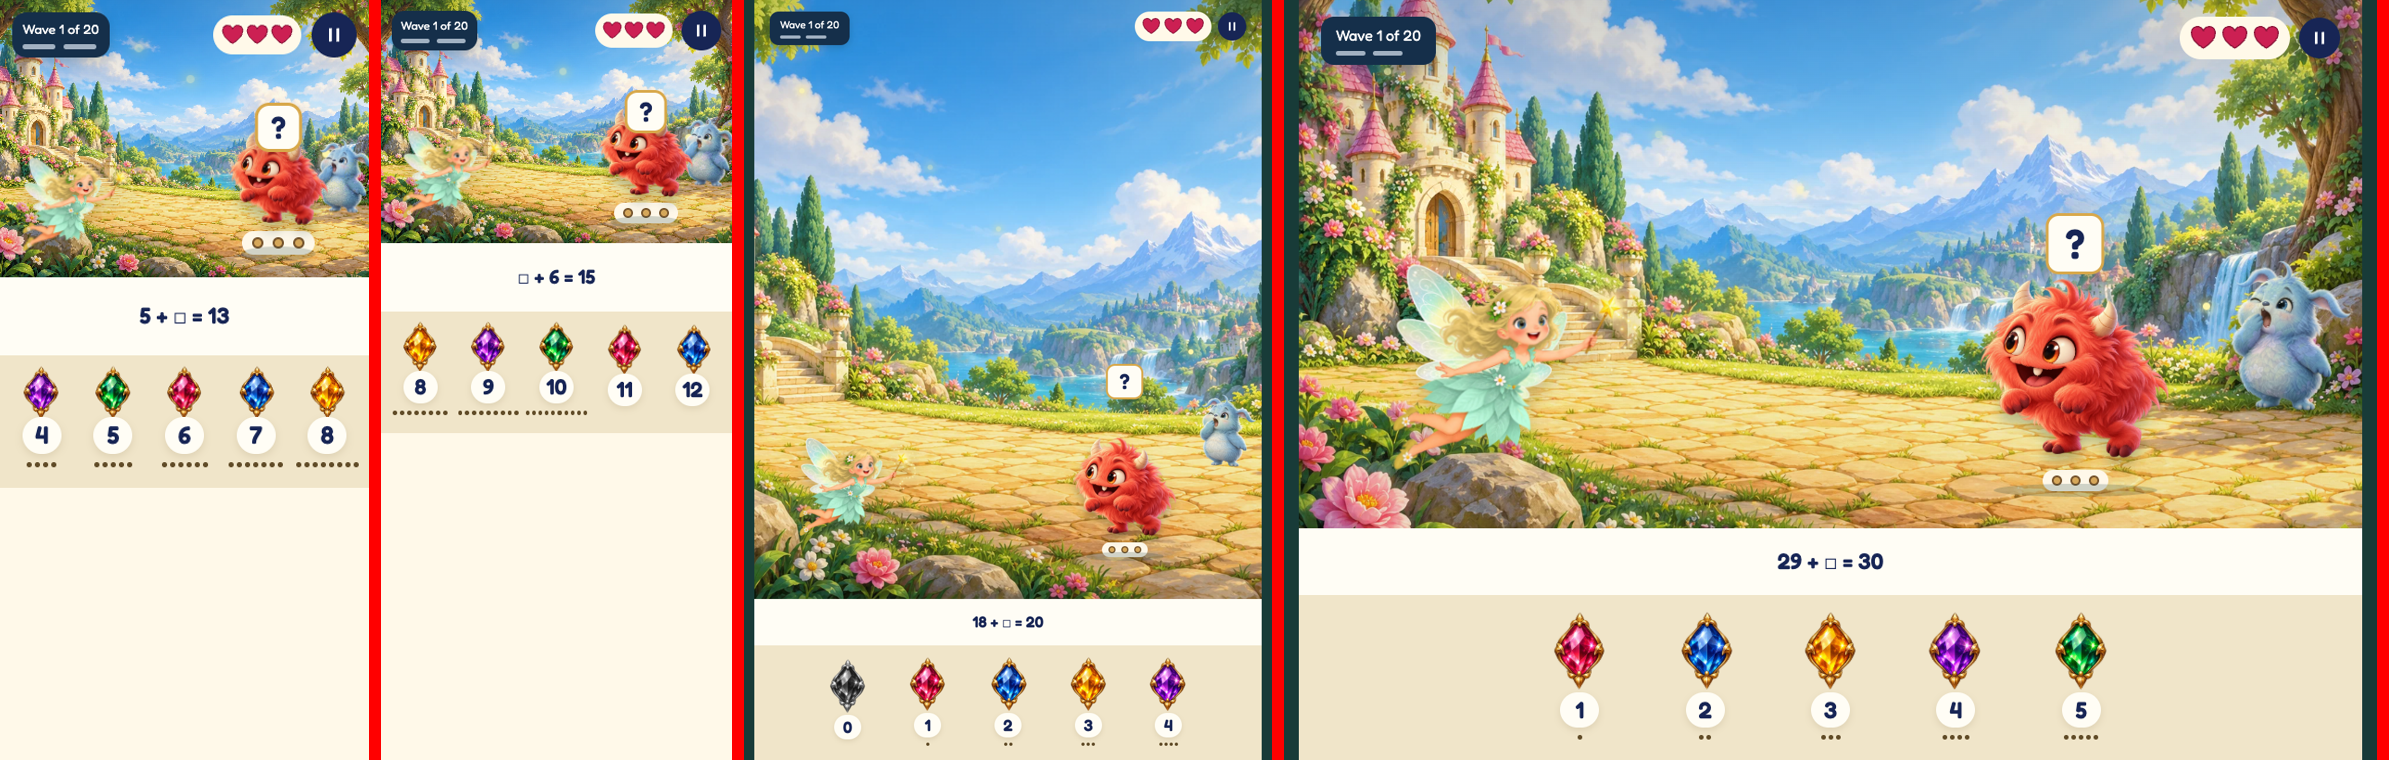 Wave 1 of 20
?
5 + □ = 13
4 5 6 7 8
Wave 1 of 20
?
□ + 6 = 15
8 9 10 11 12
Wave 1 of 20
?
18 + □ = 20
0 1 2 3 4
Wave 1 of 20
?
29 + □ = 30
1 2 3 4 5